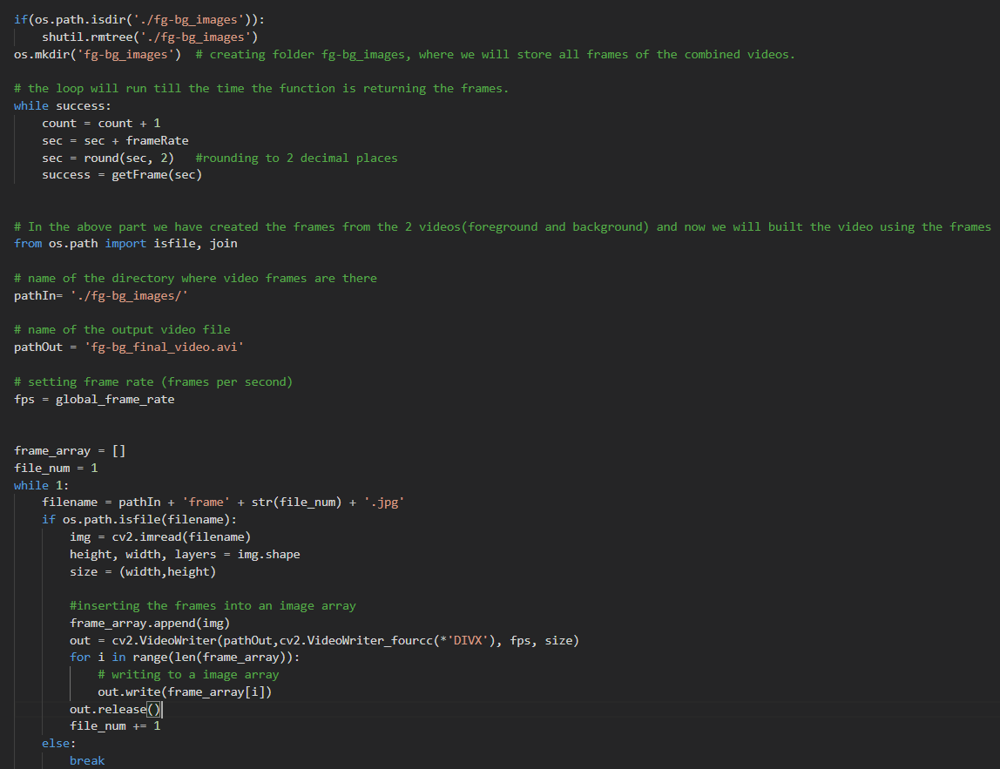 if(os.path.isdir('./fg-bg_images')):
    shutil.rmtree('./fg-bg_images')
os.mkdir('fg-bg_images')  # creating folder fg-bg_images, where we will store all frames of the combined videos.
# the loop will run till the time the function is returning the frames.
while success:
    count = count + 1
    sec = sec + frameRate
    sec = round(sec, 2)   #rounding to 2 decimal places
    success = getFrame(sec)
# In the above part we have created the frames from the 2 videos(foreground and background) and now we will built the video using the frames
from os.path import isfile, join
# name of the directory where video frames are there
pathIn= './fg-bg_images/'
# name of the output video file
pathOut = 'fg-bg_final_video.avi'
# setting frame rate (frames per second)
fps = global_frame_rate
frame_array = []
file_num = 1
while 1:
    filename = pathIn + 'frame' + str(file_num) + '.jpg'
    if os.path.isfile(filename):
        img = cv2.imread(filename)
        height, width, layers = img.shape
        size = (width,height)
        #inserting the frames into an image array
        frame_array.append(img)
        out = cv2.VideoWriter(pathOut,cv2.VideoWriter_fourcc(*'DIVX'), fps, size)
        for i in range(len(frame_array)):
            # writing to a image array
            out.write(frame_array[i])
        out.release()
        file_num += 1
    else:
        break